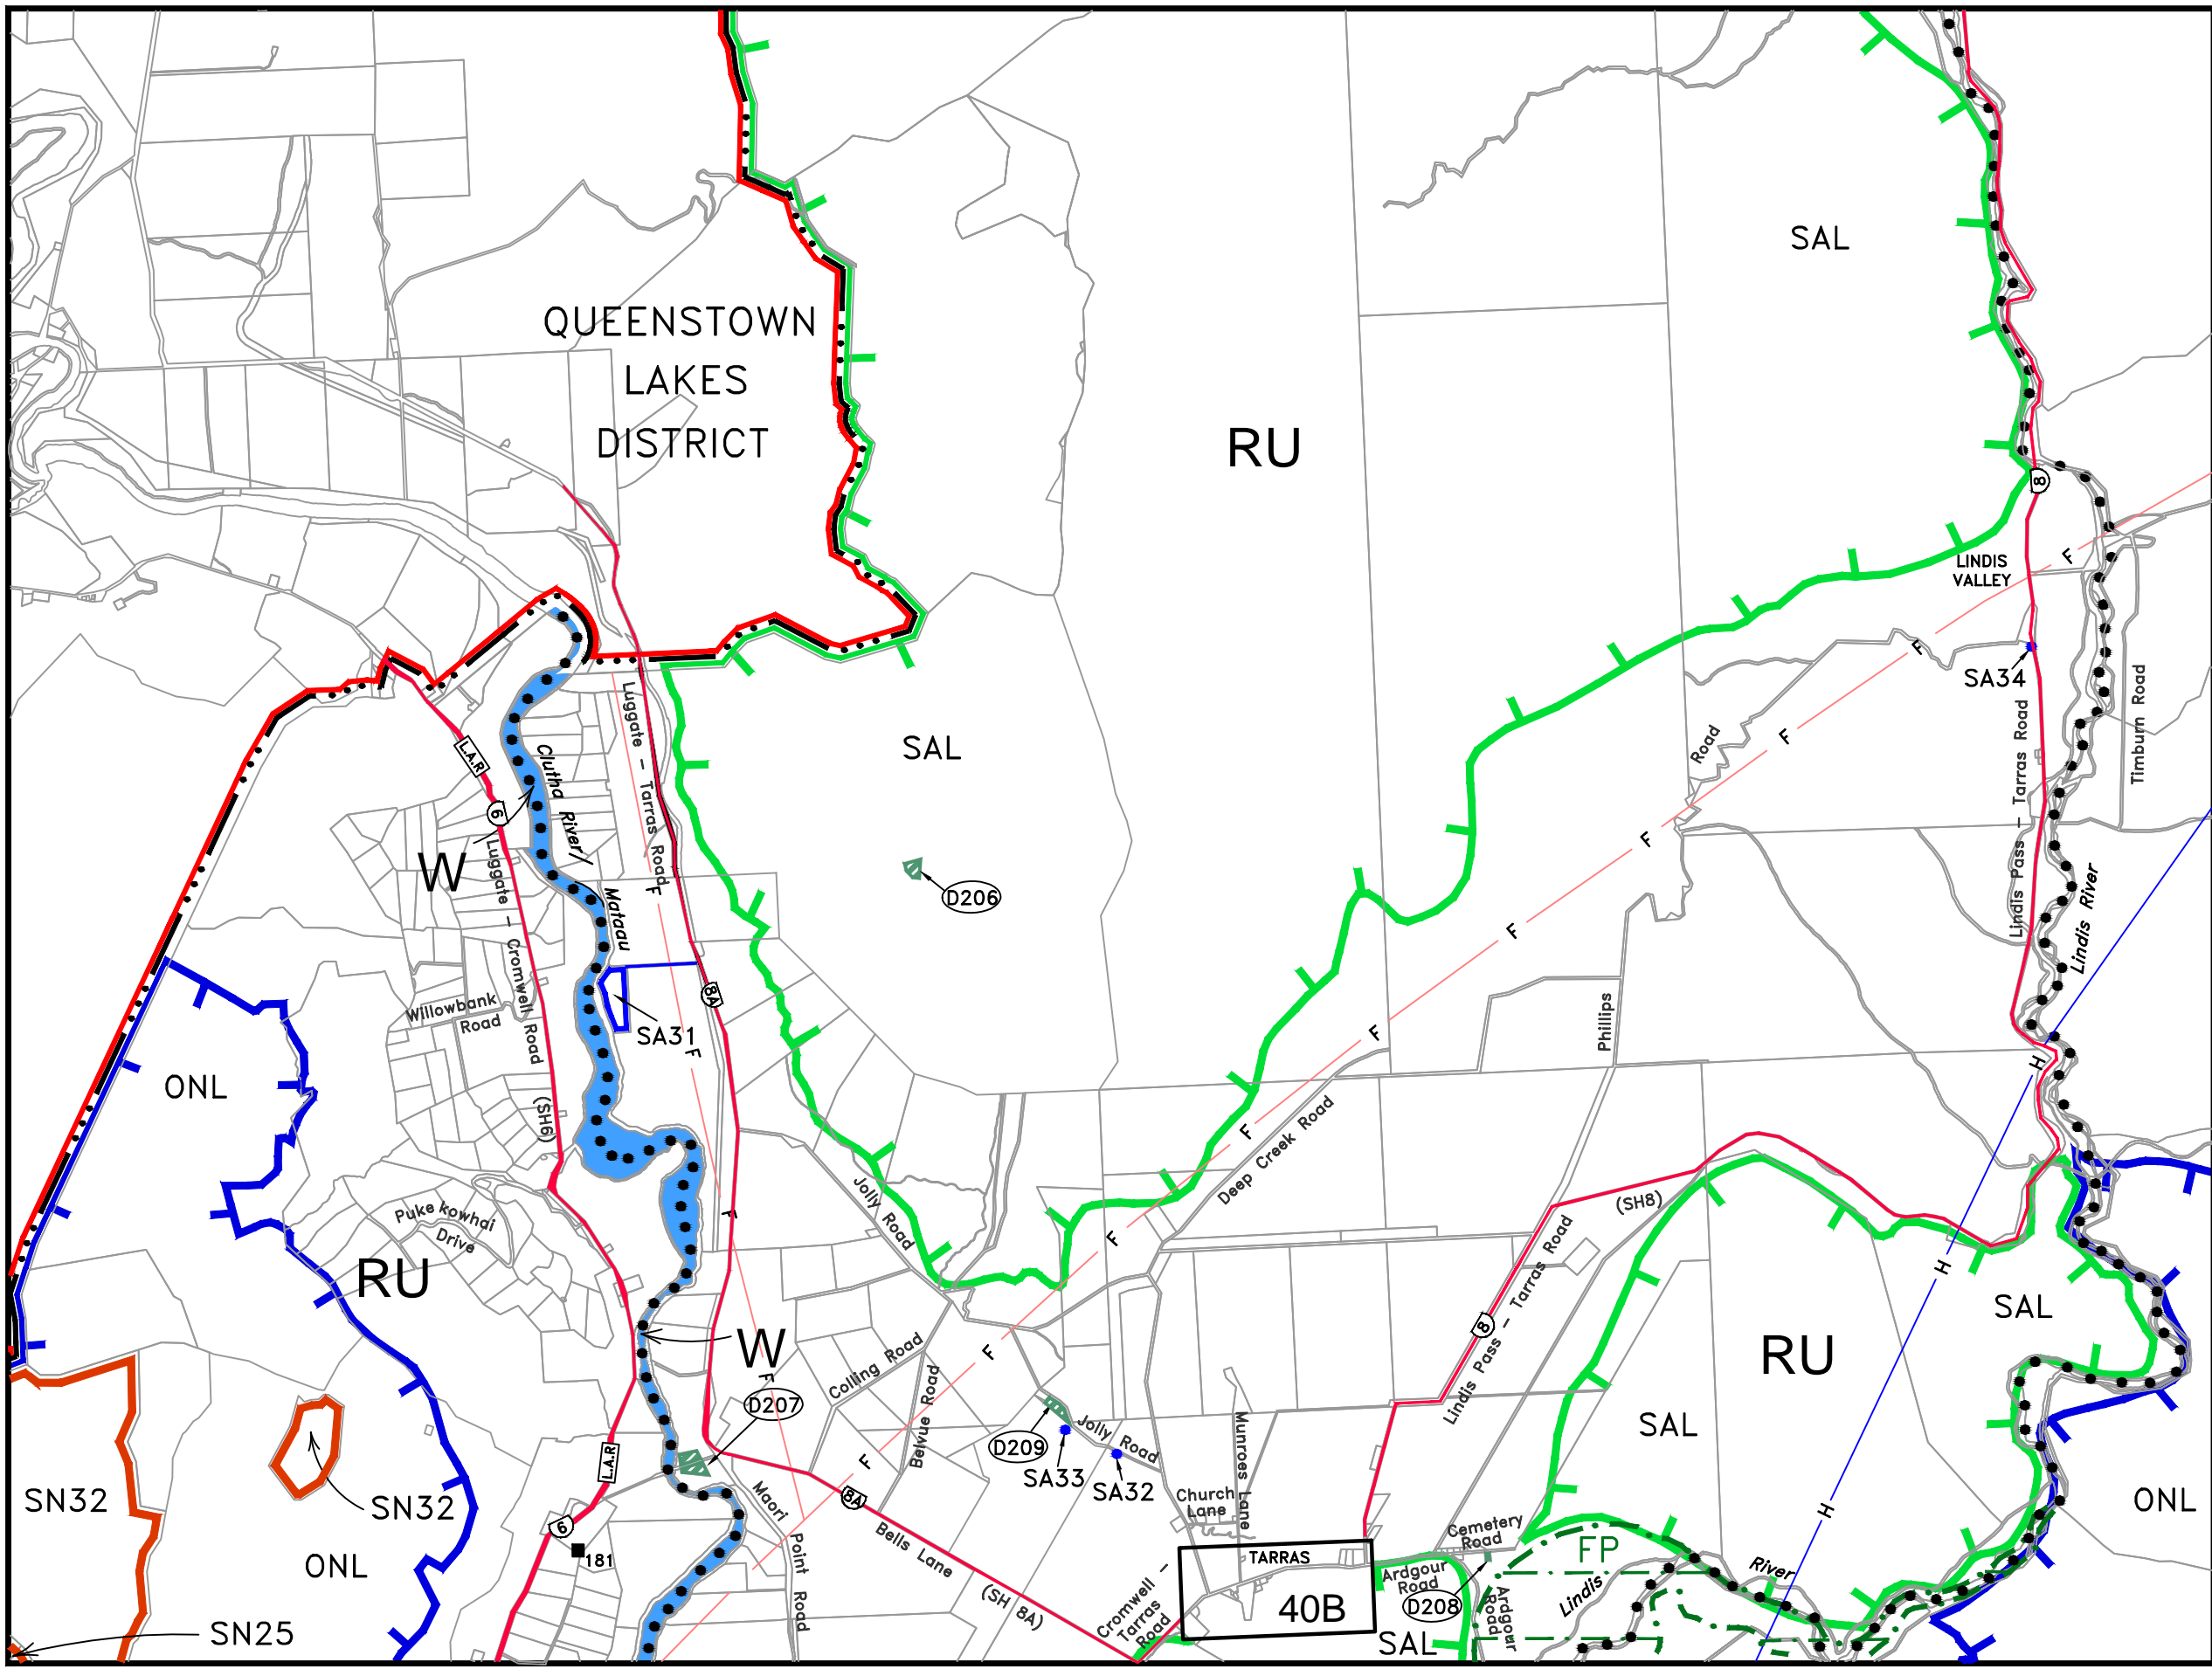 QUEENSTOWN
LAKES
DISTRICT
SAL
RU
8
LINDIS
VALLEY
F
F
SA34
Luggate – Tarras Road
L.A.R
Clutha River/
Mataau
6
SAL
Road
F
Lindis Pass – Tarras Road
Timburn Road
W
Luggate – Cromwell Road
F
D206
F
F
Lindis River
Willowbank
Road
SA31
8A
F
F
Phillips
H
ONL
(SH6)
F
Deep Creek Road
Puke kowhai
Drive
Jolly Road
F
F
(SH8)
H
RU
SAL
W
F
F
8
Lindis Pass – Tarras Road
RU
Colling Road
Belvue Road
D207
D209
Jolly Road
Munroes Lane
SAL
L.A.R
F
SA33
SA32
SN32
SN32
8A
Church
Lane
H
ONL
6
181
Maori Point Road
Bells Lane
(SH 8A)
Cemetery
Road
FP
Lindis
River
ONL
TARRAS
40B
Ardgour
Road
D208
Ardgour
Road
Cromwell –
Tarras
Road
SAL
SN25